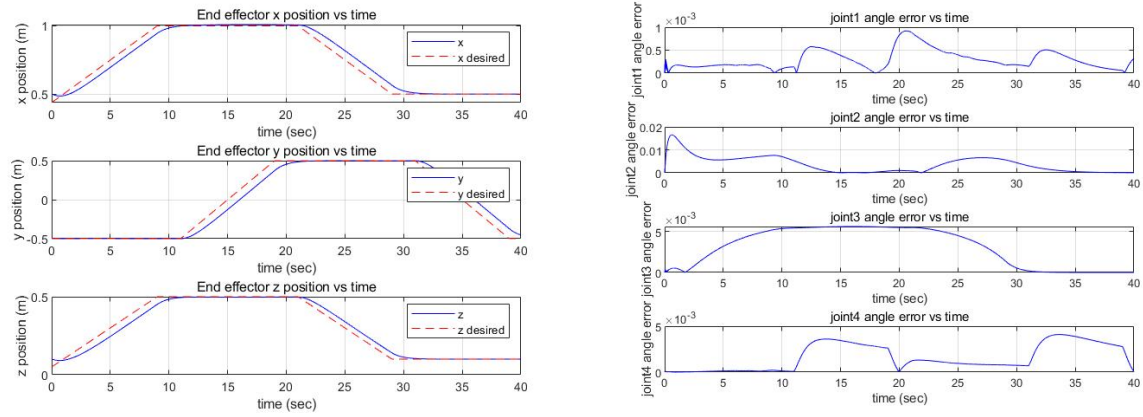 End effector x position vs time
x position (m)
1
0.5
x
x desired
0 5 10 15 20 25 30 35 40
time (sec)
End effector y position vs time
y position (m)
0.5
0
-0.5
y
y desired
0 5 10 15 20 25 30 35 40
time (sec)
End effector z position vs time
z position (m)
0.5
0
z
z desired
0 5 10 15 20 25 30 35 40
time (sec)
×10⁻³
joint1 angle error vs time
joint1 angle error
1
0.5
0
0 5 10 15 20 25 30 35 40
time (sec)
joint2 angle error vs time
joint2 angle error
0.02
0.01
0
0 5 10 15 20 25 30 35 40
time (sec)
×10⁻³
joint3 angle error vs time
joint3 angle error
5
0
0 5 10 15 20 25 30 35 40
time (sec)
×10⁻³
joint4 angle error vs time
joint4 angle error
5
0
0 5 10 15 20 25 30 35 40
time (sec)